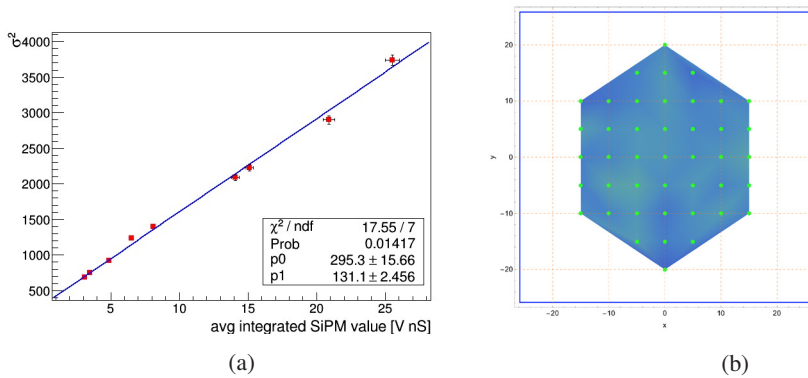 σ²
4000
3500
3000
2500
2000
1500
1000
500
5
10
15
20
25
avg integrated SiPM value [V nS]
χ² / ndf 17.55 / 7
Prob 0.01417
p0 295.3 ± 15.66
p1 131.1 ± 2.456
(a)
20
10
0
−10
−20
y
−20
−10
0
10
20
x
(b)